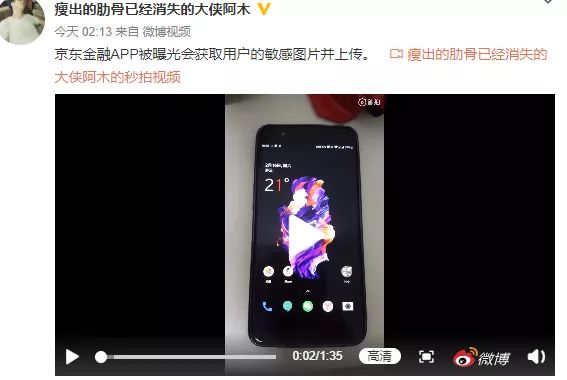 瘦出的肋骨已经消失的大侠阿木
今天 02:13 来自 微博视频
京东金融APP被曝光会获取用户的敏感图片并上传。 瘦出的肋骨已经消失的
大侠阿木的秒拍视频
秒拍
21°
0:02/1:35 高清 微博